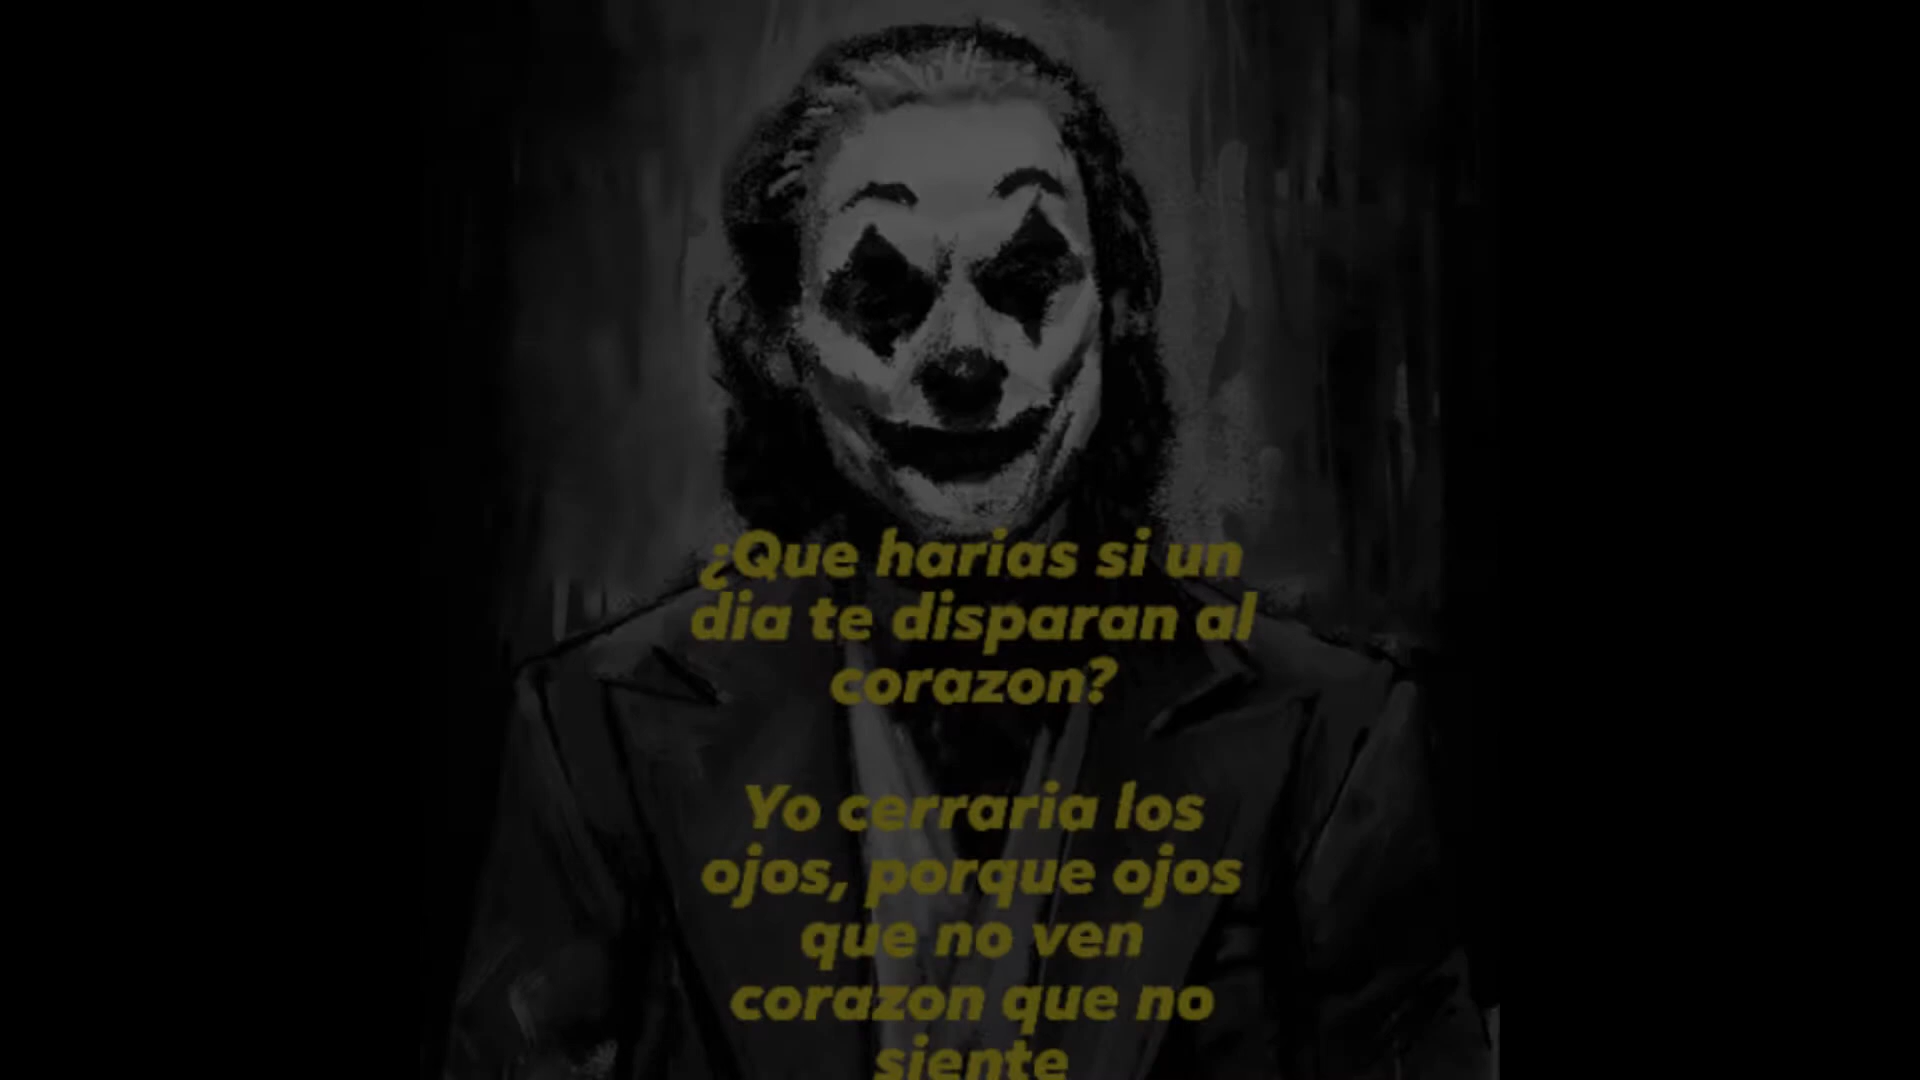 ¿Que harias si un
dia te disparan al
corazon?
Yo cerraria los
ojos, porque ojos
que no ven
corazon que no
siente